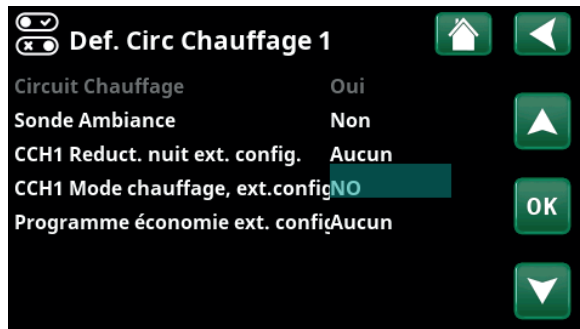 Def. Circ Chauffage 1
Circuit Chauffage Oui
Sonde Ambiance Non
CCH1 Reduct. nuit ext. config. Aucun
CCH1 Mode chauffage, ext.config NO
OK
Programme économie ext. config Aucun